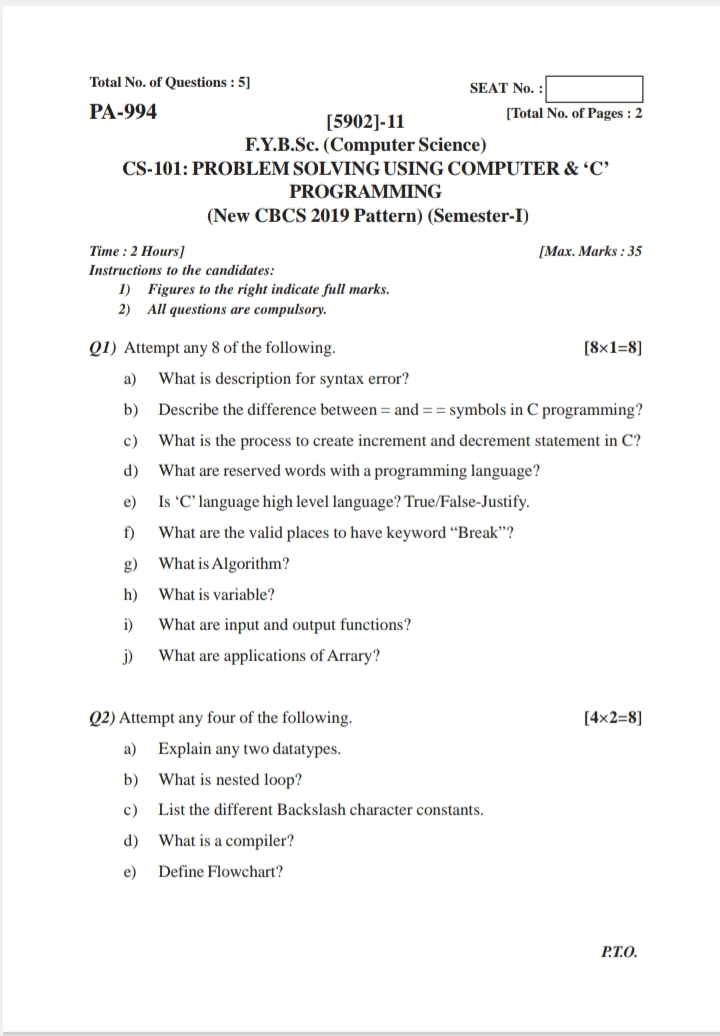 Total No. of Questions : 5]
SEAT No. :
PA-994
[Total No. of Pages : 2
[5902]-11
F.Y.B.Sc. (Computer Science)
CS-101: PROBLEM SOLVING USING COMPUTER & ‘C’
PROGRAMMING
(New CBCS 2019 Pattern) (Semester-I)
Time : 2 Hours] [Max. Marks : 35
Instructions to the candidates:
1) Figures to the right indicate full marks.
2) All questions are compulsory.
Q1) Attempt any 8 of the following. [8×1=8]
a) What is description for syntax error?
b) Describe the difference between = and = = symbols in C programming?
c) What is the process to create increment and decrement statement in C?
d) What are reserved words with a programming language?
e) Is ‘C’ language high level language? True/False-Justify.
f) What are the valid places to have keyword “Break”?
g) What is Algorithm?
h) What is variable?
i) What are input and output functions?
j) What are applications of Arrary?
Q2) Attempt any four of the following. [4×2=8]
a) Explain any two datatypes.
b) What is nested loop?
c) List the different Backslash character constants.
d) What is a compiler?
e) Define Flowchart?
P.T.O.